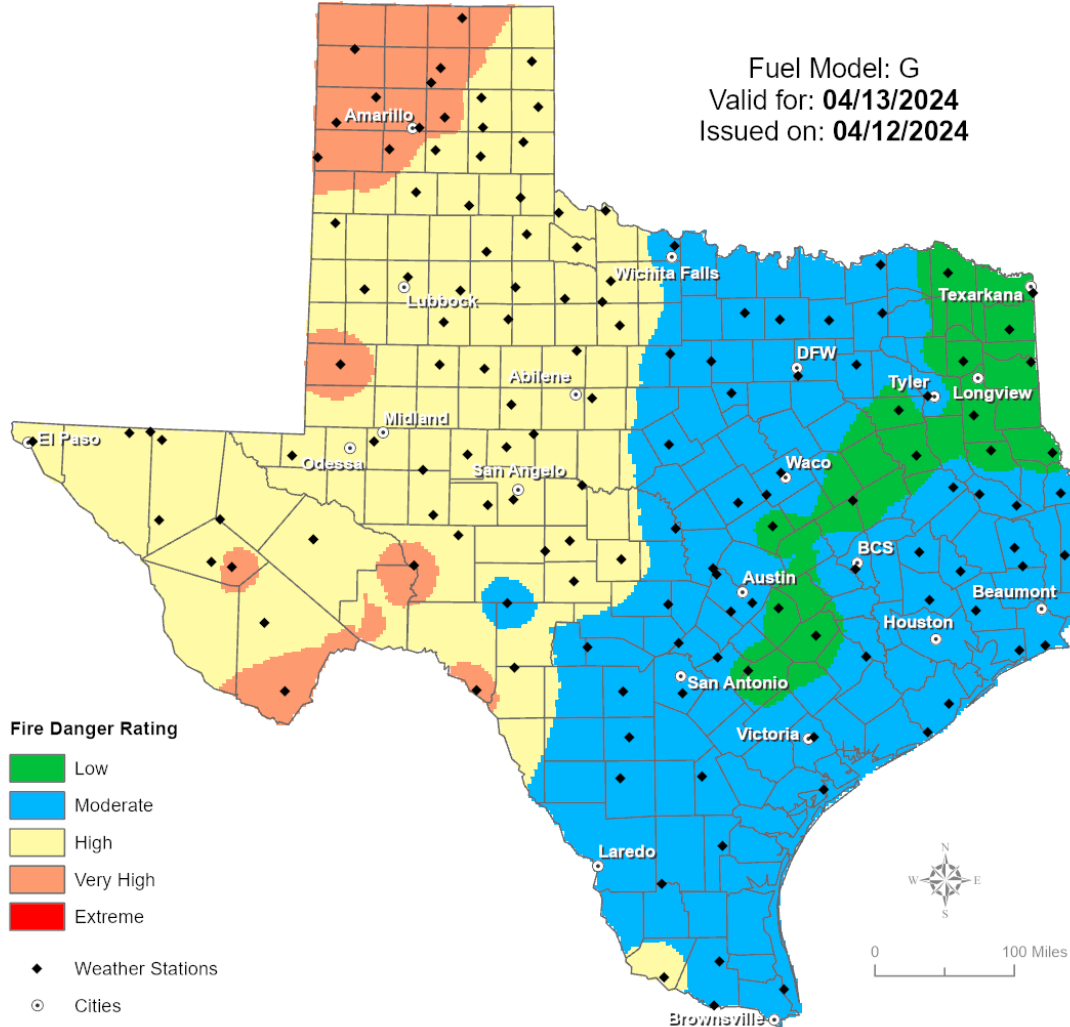 Fuel Model: G
Valid for: 04/13/2024
Issued on: 04/12/2024
Amarillo
Wichita Falls
Lubbock
Texarkana
DFW
Abilene
Tyler
Longview
Midland
El Paso
Odessa
San Angelo
Waco
BCS
Austin
Beaumont
Houston
San Antonio
Victoria
Laredo
Brownsville
Fire Danger Rating
Low
Moderate
High
Very High
Extreme
Weather Stations
Cities
N
W E
S
0 100 Miles